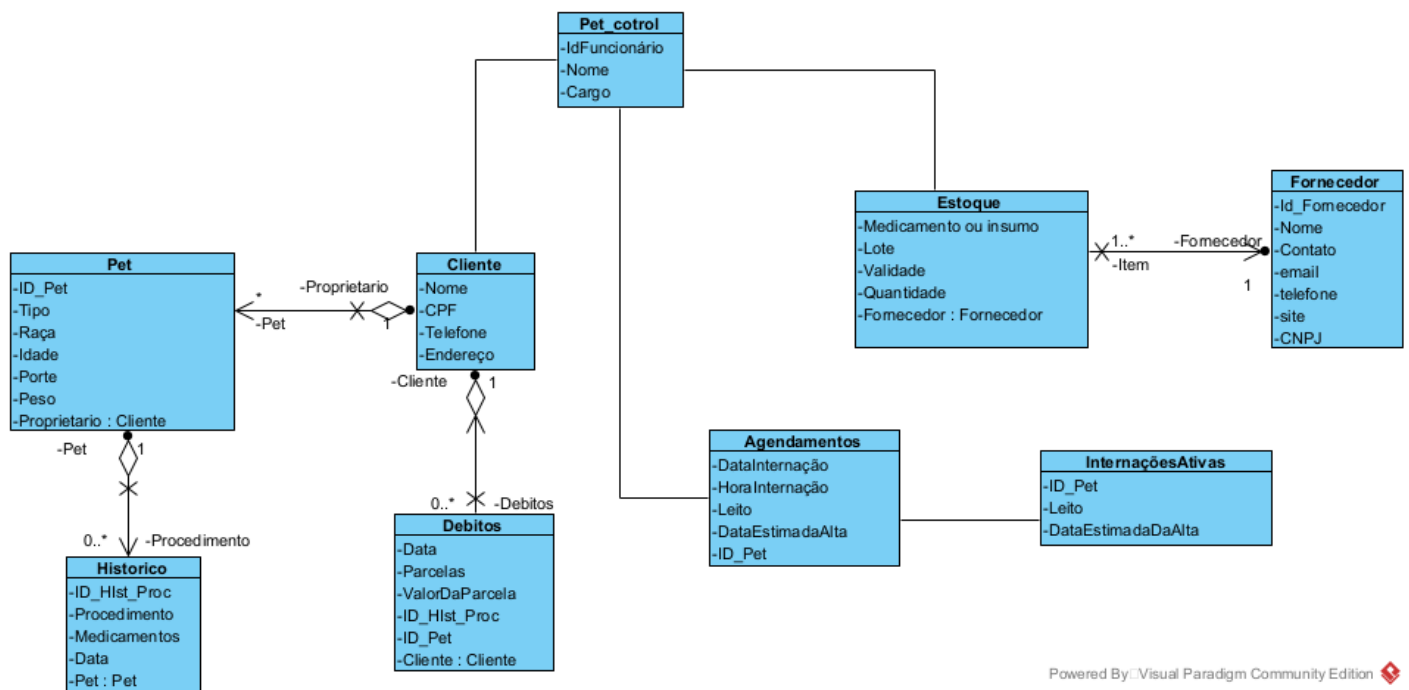 Pet_cotrol
-IdFuncionário
-Nome
-Cargo
Estoque
-Medicamento ou insumo
-Lote
-Validade
-Quantidade
-Fornecedor : Fornecedor
1..*
-Item
-Fornecedor
1
Fornecedor
-Id_Fornecedor
-Nome
-Contato
-email
-telefone
-site
-CNPJ
Pet
-ID_Pet
-Tipo
-Raça
-Idade
-Porte
-Peso
-Proprietario : Cliente
*
-Pet
-Proprietario
1
Cliente
-Nome
-CPF
-Telefone
-Endereço
-Cliente
1
-Pet
1
0..*
-Procedimento
Historico
-ID_HIst_Proc
-Procedimento
-Medicamentos
-Data
-Pet : Pet
0..*
-Debitos
Debitos
-Data
-Parcelas
-ValorDaParcela
-ID_HIst_Proc
-ID_Pet
-Cliente : Cliente
Agendamentos
-DataInternação
-HoraInternação
-Leito
-DataEstimadaAlta
-ID_Pet
InternaçõesAtivas
-ID_Pet
-Leito
-DataEstimadaDaAlta
Powered By Visual Paradigm Community Edition